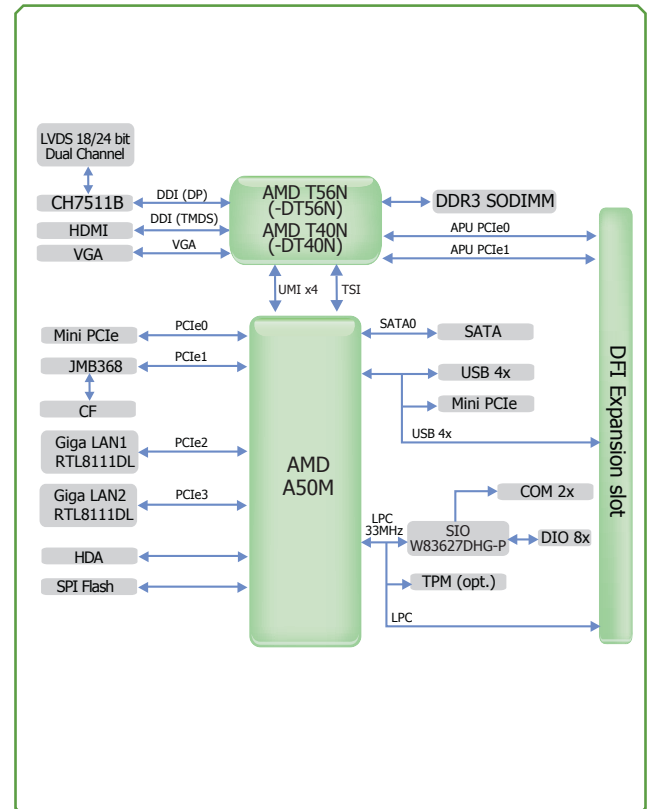 LVDS 18/24 bit
Dual Channel
CH7511B
DDI (DP)
HDMI
DDI (TMDS)
VGA
VGA
AMD T56N
(-DT56N)
AMD T40N
(-DT40N)
DDR3 SODIMM
APU PCIe0
APU PCIe1
UMI x4
TSI
Mini PCIe
PCIe0
JMB368
PCIe1
CF
Giga LAN1
RTL8111DL
PCIe2
Giga LAN2
RTL8111DL
PCIe3
HDA
SPI Flash
AMD
A50M
SATA0
SATA
USB 4x
Mini PCIe
USB 4x
COM 2x
LPC
33MHz
SIO
W83627DHG-P
DIO 8x
TPM (opt.)
LPC
DFI Expansion slot